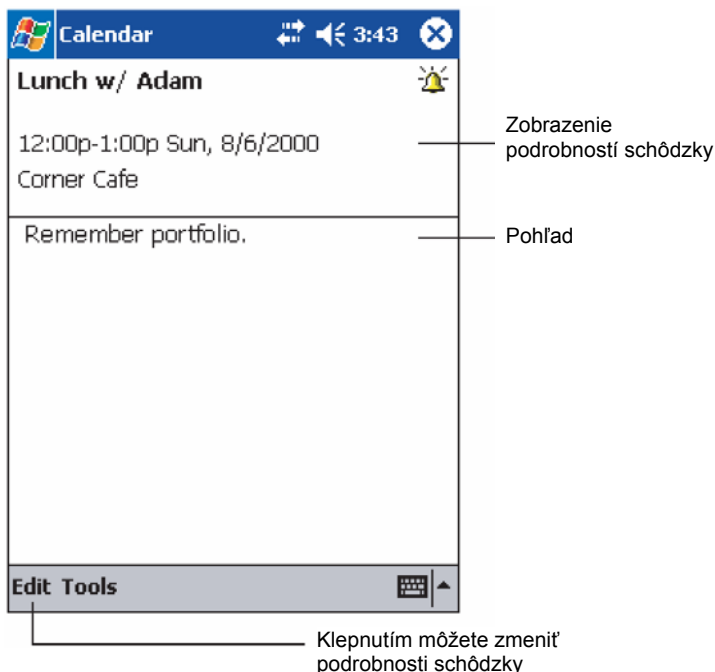 Calendar 3:43
Lunch w/ Adam
12:00p-1:00p Sun, 8/6/2000
Corner Cafe
Zobrazenie
podrobností schôdzky
Remember portfolio.
Pohľad
Edit Tools
Klepnutím môžete zmeniť
podrobnosti schôdzky